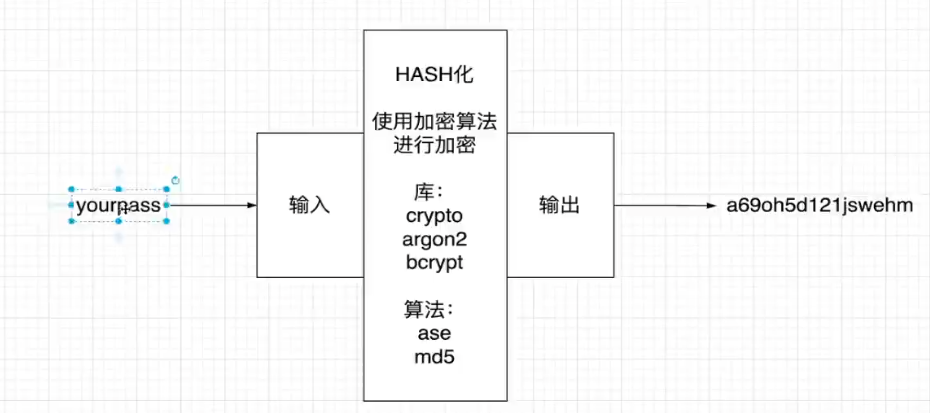 yourpass
输入
HASH化
使用加密算法
进行加密
库：
crypto
argon2
bcrypt
算法：
ase
md5
输出
a69oh5d121jswehm